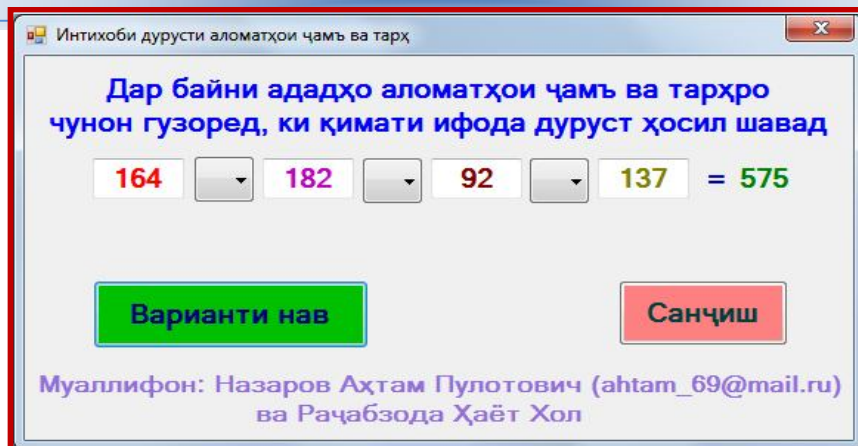 Интихоби дурусти аломатҳои ҷамъ ва тарҳ
Дар байни ададҳо аломатҳои ҷамъ ва тарҳро
чунон гузоред, ки қимати ифода дуруст ҳосил шавад
164 182 92 137 = 575
Варианти нав Санҷиш
Муаллифон: Назаров Аҳтам Пулотович (ahtam_69@mail.ru)
ва Раҷабзода Ҳаёт Хол